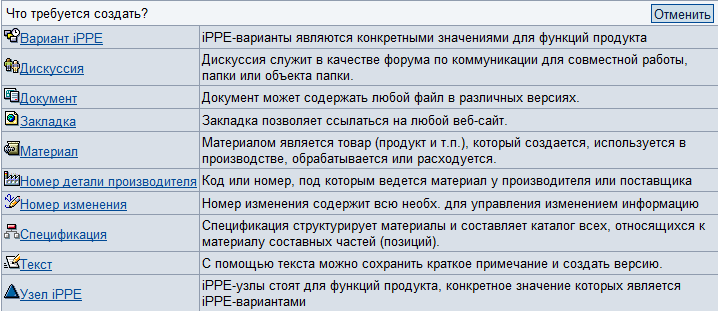 Что требуется создать?
Отменить
Вариант iPPE
iPPE-варианты являются конкретными значениями для функций продукта
Дискуссия
Дискуссия служит в качестве форума по коммуникации для совместной работы,
папки или объекта папки.
Документ
Документ может содержать любой файл в различных версиях.
Закладка
Закладка позволяет ссылаться на любой веб-сайт.
Материал
Материалом является товар (продукт и т.п.), который создается, используется в
производстве, обрабатывается или расходуется.
Номер детали производителя
Код или номер, под которым ведется материал у производителя или поставщика
Номер изменения
Номер изменения содержит всю необх. для управления изменением информацию
Спецификация
Спецификация структурирует материалы и составляет каталог всех, относящихся к
материалу составных частей (позиций).
Текст
С помощью текста можно сохранить краткое примечание и создать версию.
Узел iPPE
iPPE-узлы стоят для функций продукта, конкретное значение которых является
iPPE-вариантами